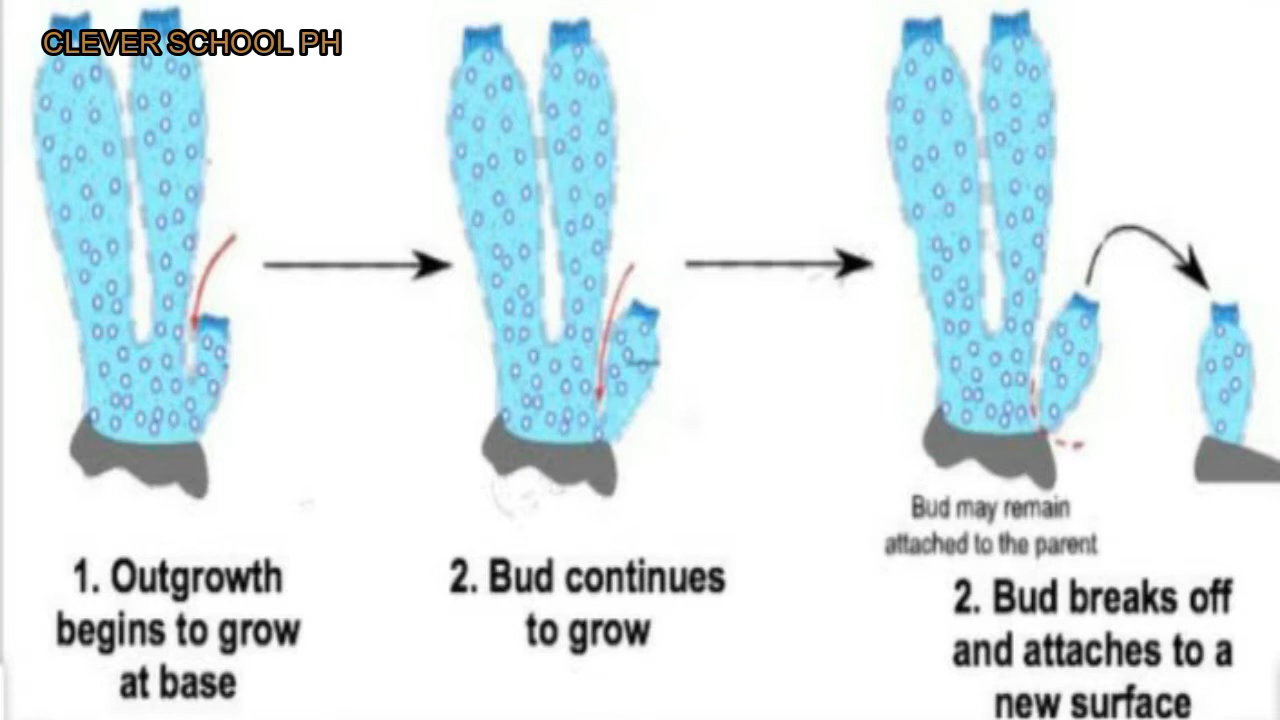 CLEVER SCHOOL PH
1. Outgrowth
begins to grow
at base
2. Bud continues
to grow
Bud may remain
attached to the parent
2. Bud breaks off
and attaches to a
new surface